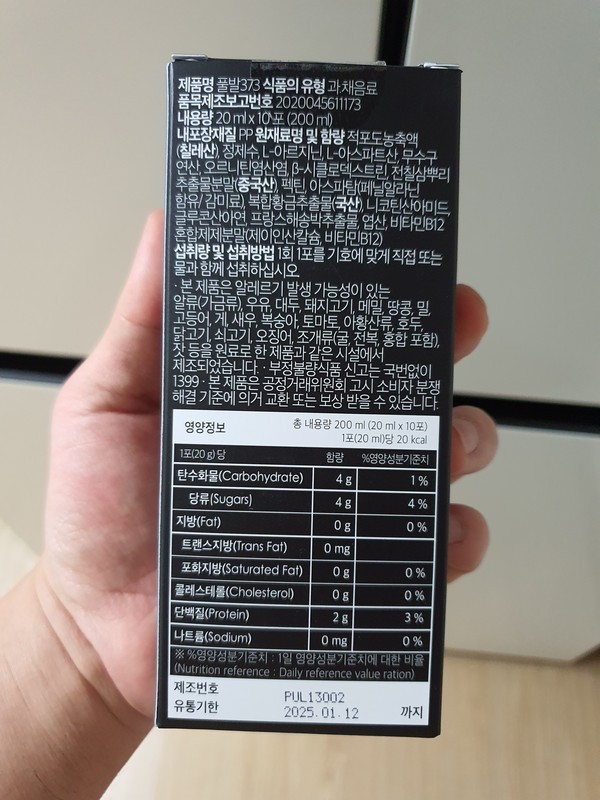 제품명 풀발373 식품의 유형 과.채음료
품목제조보고번호 2020045611173
내용량 20 ml x 10포 (200 ml)
내포장재질 PP 원재료명 및 함량 적포도농축액
(칠레산), 정제수, L-아르지닌, L-아스파트산, 무수구
연산, 오르니틴염산염, β-시클로덱스트린, 전칠삼뿌리
추출물분말(중국산), 펙틴, 아스파탐(페닐알라닌
함유/ 감미료), 복합황금추출물(국산), 니코틴산아미드,
글루콘산아연, 프랑스해송박추출물, 엽산, 비타민B12
혼합제제분말(제이인산칼슘, 비타민B12)
섭취량 및 섭취방법 1회 1포를 기호에 맞게 직접 또는
물과 함께 섭취하십시오.
· 본 제품은 알레르기 발생 가능성이 있는
알류(가금류), 우유, 대두, 돼지고기, 메밀, 땅콩, 밀,
고등어, 게, 새우, 복숭아, 토마토, 아황산류, 호두,
닭고기, 쇠고기, 오징어, 조개류(굴, 전복, 홍합 포함),
잣 등을 원료로 한 제품과 같은 시설에서
제조되었습니다. · 부정불량식품 신고는 국번없이
1399 · 본 제품은 공정거래위원회 고시 소비자 분쟁
해결 기준에 의거 교환 또는 보상 받을 수 있습니다.
영양정보 총 내용량 200 ml (20 ml x 10포)
1포(20 ml)당 20 kcal
1포(20 g) 당 함량 %영양성분기준치
탄수화물(Carbohydrate) 4 g 1 %
당류(Sugars) 4 g 4 %
지방(Fat) 0 g 0 %
트랜스지방(Trans Fat) 0 mg
포화지방(Saturated Fat) 0 g 0 %
콜레스테롤(Cholesterol) 0 g 0 %
단백질(Protein) 2 g 3 %
나트륨(Sodium) 0 mg 0 %
※ %영양성분기준치 : 1일 영양성분기준치에 대한 비율
(Nutrition reference : Daily reference value ration)
제조번호 PUL13002
유통기한 2025.01.12 까지